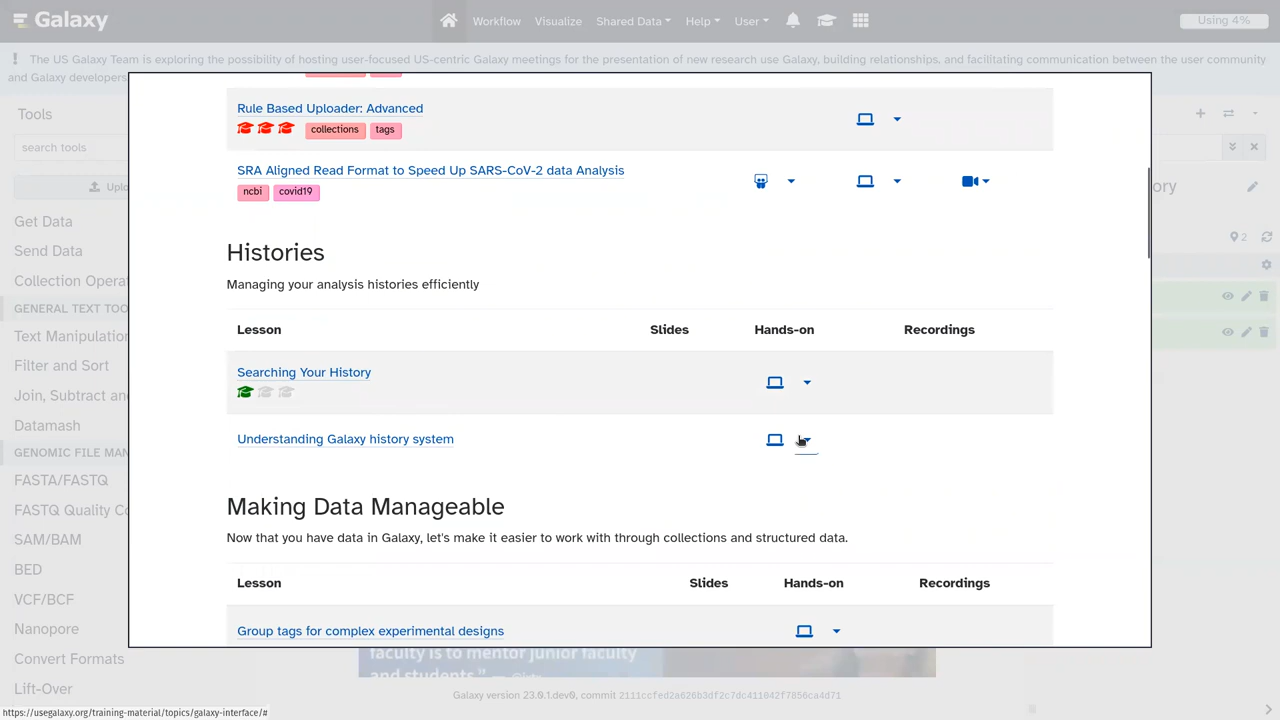 Galaxy
Workflow
Visualize
Shared Data
Help
User
Using 4%
The US Galaxy Team is exploring the possibility of hosting user-focused US-centric Galaxy meetings for the presentation of new research use Galaxy, building relationships, and facilitating communication between the user community
and Galaxy developers
Tools
search tools
Uplo
Get Data
Send Data
Collection Operat
GENERAL TEXT TOO
Text Manipulation
Filter and Sort
Join, Subtract and
Datamash
GENOMIC FILE MAN
FASTA/FASTQ
FASTQ Quality Co
SAM/BAM
BED
VCF/BCF
Nanopore
Convert Formats
Lift-Over
Rule Based Uploader: Advanced
collections
tags
SRA Aligned Read Format to Speed Up SARS-CoV-2 data Analysis
ncbi
covid19
Histories
Managing your analysis histories efficiently
Lesson
Slides
Hands-on
Recordings
Searching Your History
Understanding Galaxy history system
Making Data Manageable
Now that you have data in Galaxy, let's make it easier to work with through collections and structured data.
Lesson
Slides
Hands-on
Recordings
Group tags for complex experimental designs
ory
2
faculty is to mentor junior faculty
and students."
Galaxy version 23.0.1.dev0, commit 2111ccfed2a626b3df2c7dc411042f7856ca4d71
https://usegalaxy.org/training-material/topics/galaxy-interface/#